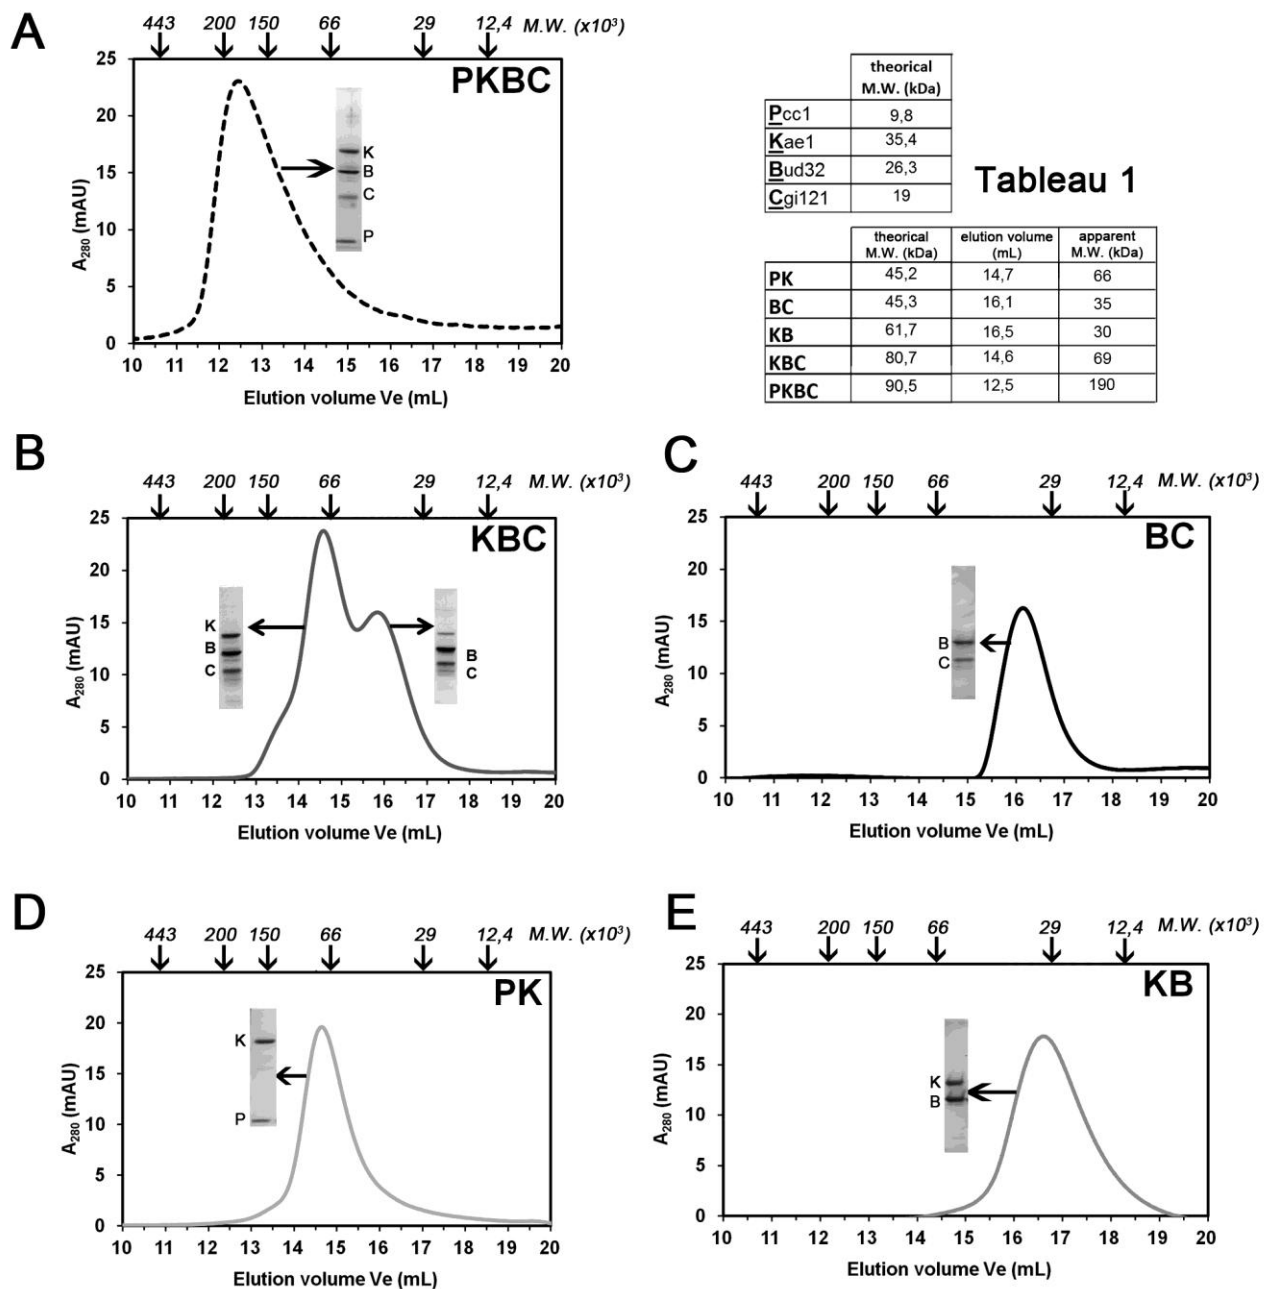 A
443 200 150 66 29 12,4 M.W. (x10³)
PKBC
25
20
15
10
5
0
A₂₈₀ (mAU)
K
B
C
P
10 11 12 13 14 15 16 17 18 19 20
Elution volume Ve (mL)
theorical
M.W. (kDa)
Pcc1 9,8
Kae1 35,4
Bud32 26,3
Cgi121 19
Tableau 1
theorical M.W. (kDa) elution volume (mL) apparent M.W. (kDa)
PK 45,2 14,7 66
BC 45,3 16,1 35
KB 61,7 16,5 30
KBC 80,7 14,6 69
PKBC 90,5 12,5 190
B
443 200 150 66 29 12,4 M.W. (x10³)
KBC
25
20
15
10
5
0
A₂₈₀ (mAU)
K
B
C
B
C
10 11 12 13 14 15 16 17 18 19 20
Elution volume Ve (mL)
C
443 200 150 66 29 12,4 M.W. (x10³)
BC
25
20
15
10
5
0
A₂₈₀ (mAU)
B
C
10 11 12 13 14 15 16 17 18 19 20
Elution volume Ve (mL)
D
443 200 150 66 29 12,4 M.W. (x10³)
PK
25
20
15
10
5
0
A₂₈₀ (mAU)
K
P
10 11 12 13 14 15 16 17 18 19 20
Elution volume Ve (mL)
E
443 200 150 66 29 12,4 M.W. (x10³)
KB
25
20
15
10
5
0
A₂₈₀ (mAU)
K
B
10 11 12 13 14 15 16 17 18 19 20
Elution volume Ve (mL)